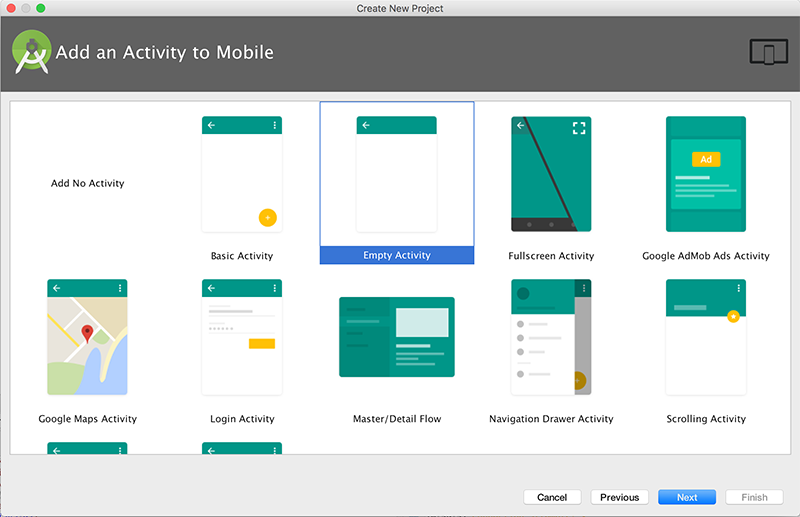 Create New Project
Add an Activity to Mobile
Add No Activity
Basic Activity
Empty Activity
Fullscreen Activity
Ad
Google AdMob Ads Activity
Google Maps Activity
Login Activity
Master/Detail Flow
Navigation Drawer Activity
Scrolling Activity
Cancel
Previous
Next
Finish